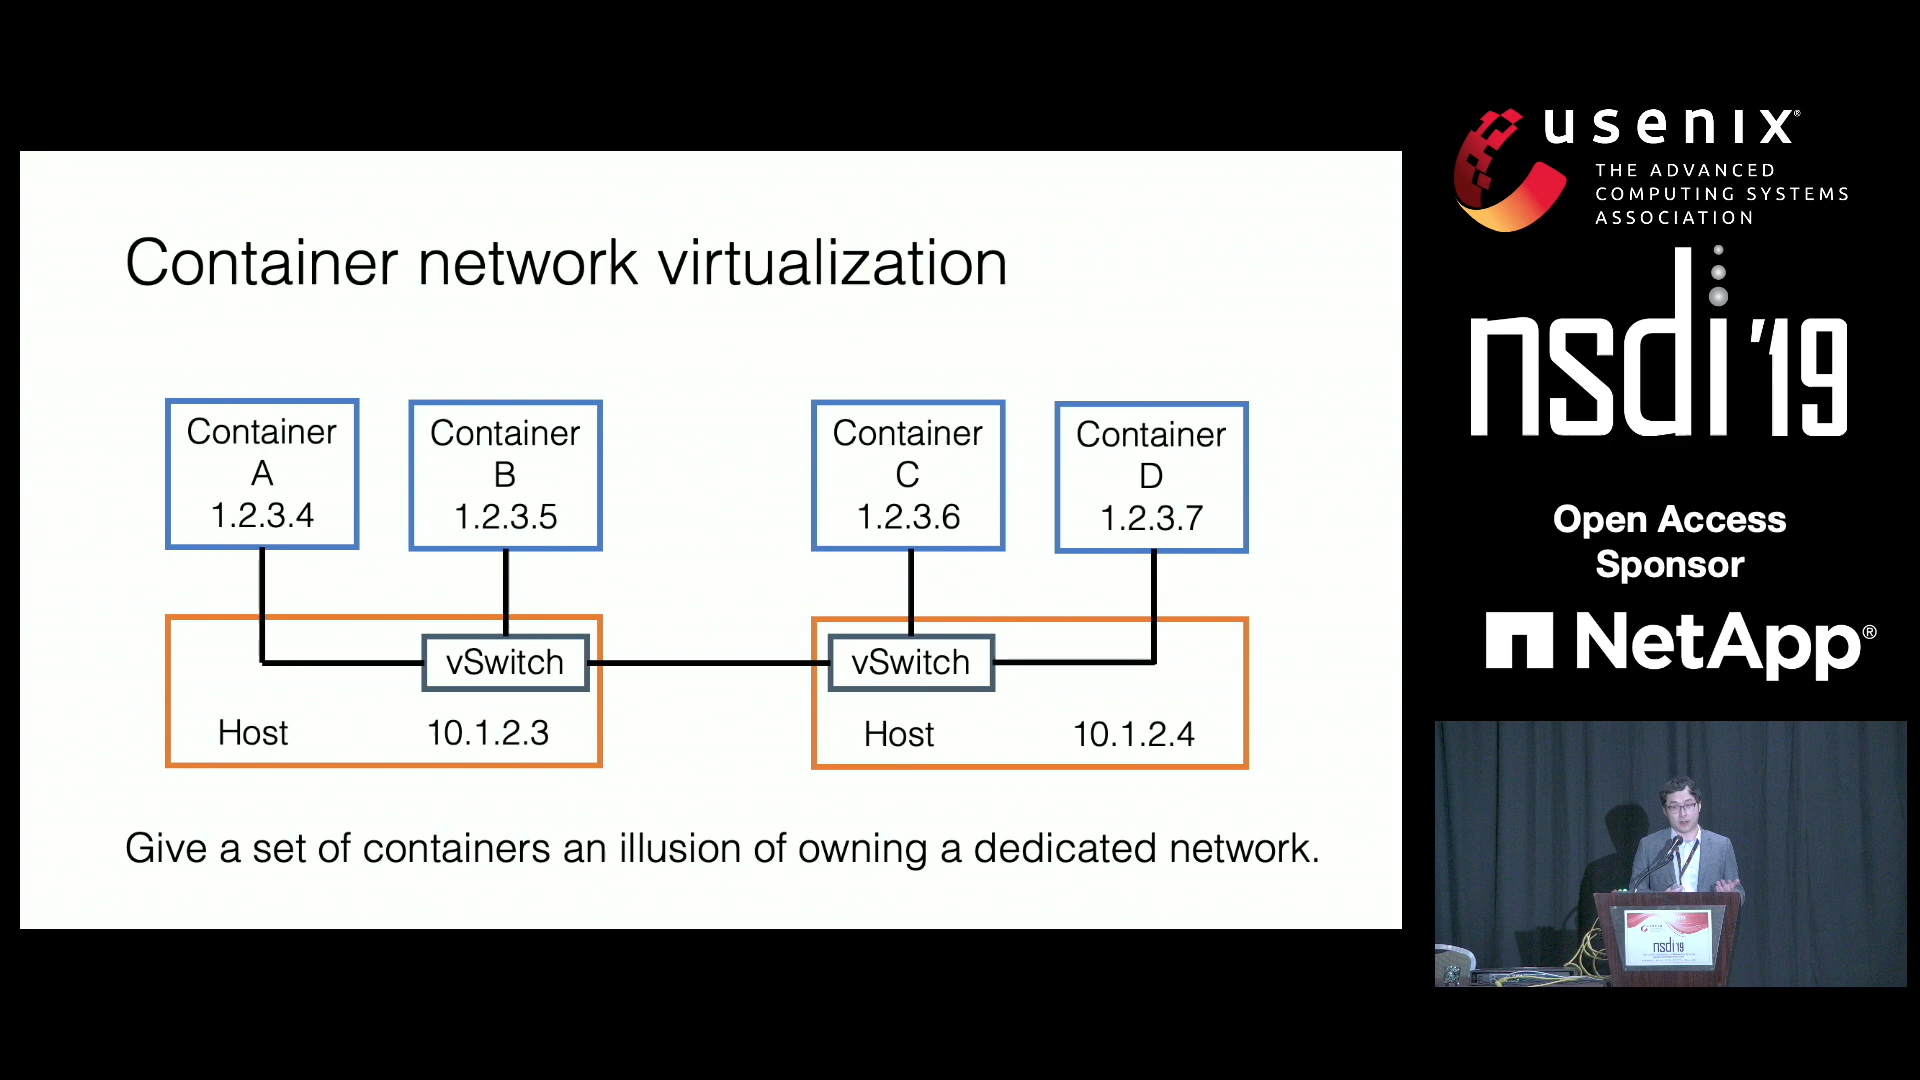 Container network virtualization
Container
A
1.2.3.4
Container
B
1.2.3.5
Container
C
1.2.3.6
Container
D
1.2.3.7
vSwitch
vSwitch
Host 10.1.2.3
Host 10.1.2.4
Give a set of containers an illusion of owning a dedicated network.
usenix®
THE ADVANCED
COMPUTING SYSTEMS
ASSOCIATION
nsdi '19
Open Access
Sponsor
NetApp®
nsdi '19